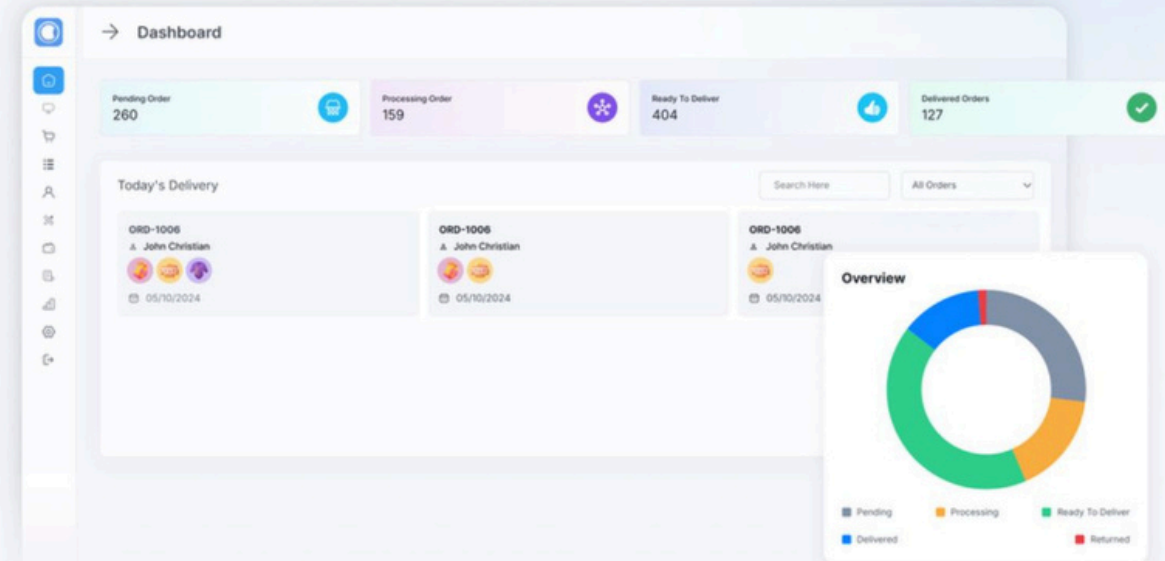 Dashboard
Pending Order
260
Processing Order
159
Ready To Deliver
404
Delivered Orders
127
Today's Delivery
Search Here
All Orders
ORD-1006
John Christian
05/10/2024
ORD-1006
John Christian
05/10/2024
ORD-1006
John Christian
05/10/2024
Overview
Pending
Processing
Ready To Deliver
Delivered
Returned